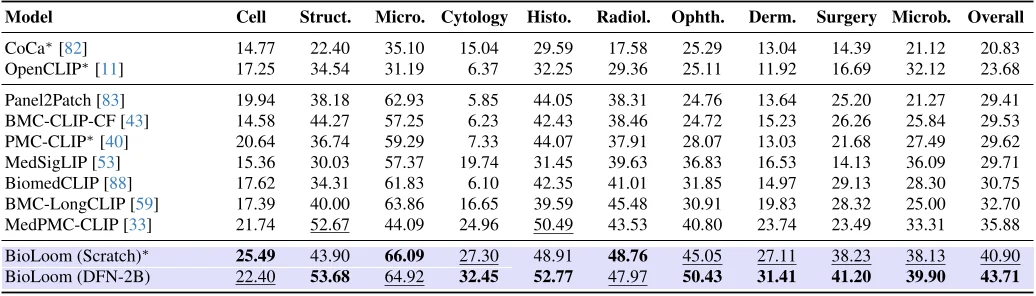 Model Cell Struct. Micro. Cytology Histo. Radiol. Ophth. Derm. Surgery Microb. Overall
CoCa* [82] 14.77 22.40 35.10 15.04 29.59 17.58 25.29 13.04 14.39 21.12 20.83
OpenCLIP* [11] 17.25 34.54 31.19 6.37 32.25 29.36 25.11 11.92 16.69 32.12 23.68
Panel2Patch [83] 19.94 38.18 62.93 5.85 44.05 38.31 24.76 13.64 25.20 21.27 29.41
BMC-CLIP-CF [43] 14.58 44.27 57.25 6.23 42.43 38.46 24.72 15.23 26.26 25.84 29.53
PMC-CLIP* [40] 20.64 36.74 59.29 7.33 44.07 37.91 28.07 13.03 21.68 27.49 29.62
MedSigLIP [53] 15.36 30.03 57.37 19.74 31.45 39.63 36.83 16.53 14.13 36.09 29.71
BiomedCLIP [88] 17.62 34.31 61.83 6.10 42.35 41.01 31.85 14.97 29.13 28.30 30.75
BMC-LongCLIP [59] 17.39 40.00 63.86 16.65 39.59 45.48 30.91 19.83 28.32 25.00 32.70
MedPMC-CLIP [33] 21.74 52.67 44.09 24.96 50.49 43.53 40.80 23.74 23.49 33.31 35.88
BioLoom (Scratch)* 25.49 43.90 66.09 27.30 48.91 48.76 45.05 27.11 38.23 38.13 40.90
BioLoom (DFN-2B) 22.40 53.68 64.92 32.45 52.77 47.97 50.43 31.41 41.20 39.90 43.71